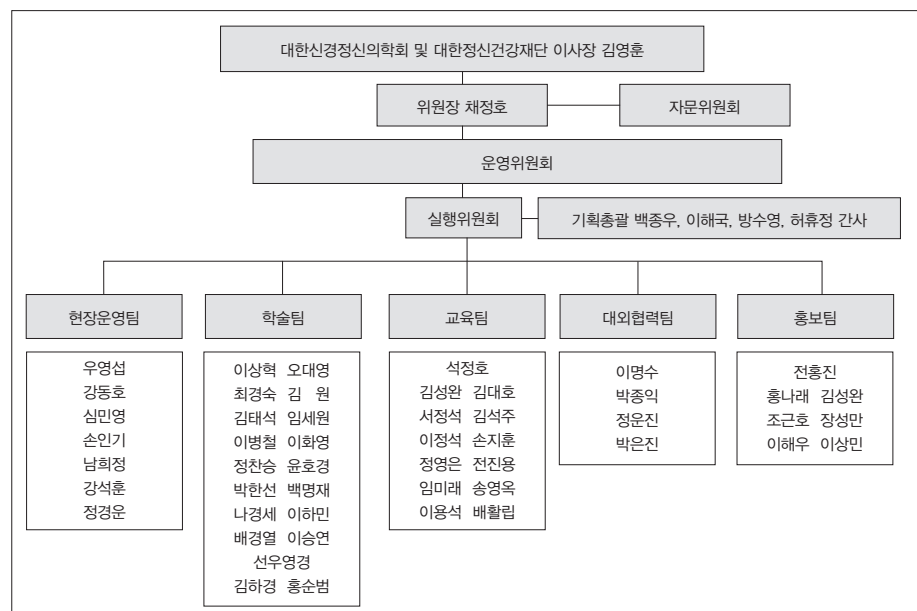 대한신경정신의학회 및 대한정신건강재단 이사장 김영훈
위원장 채정호
자문위원회
운영위원회
실행위원회
기획총괄 백종우, 이해국, 방수영, 허휴정 간사
현장운영팀
우영섭
강동호
심민영
손인기
남희정
강석훈
정경운
학술팀
이상혁 오대영
최경숙 김 원
김태석 임세원
이병철 이화영
정찬승 윤호경
박한선 백명재
나경세 이하민
배경열 이승연
선우영경
김하경 홍순범
교육팀
석정호
김성완 김대호
서정석 김석주
이정석 손지훈
정영은 전진용
임미래 송영옥
이용석 배활립
대외협력팀
이명수
박종익
정운진
박은진
홍보팀
전홍진
홍나래 김성완
조근호 장성만
이해우 이상민